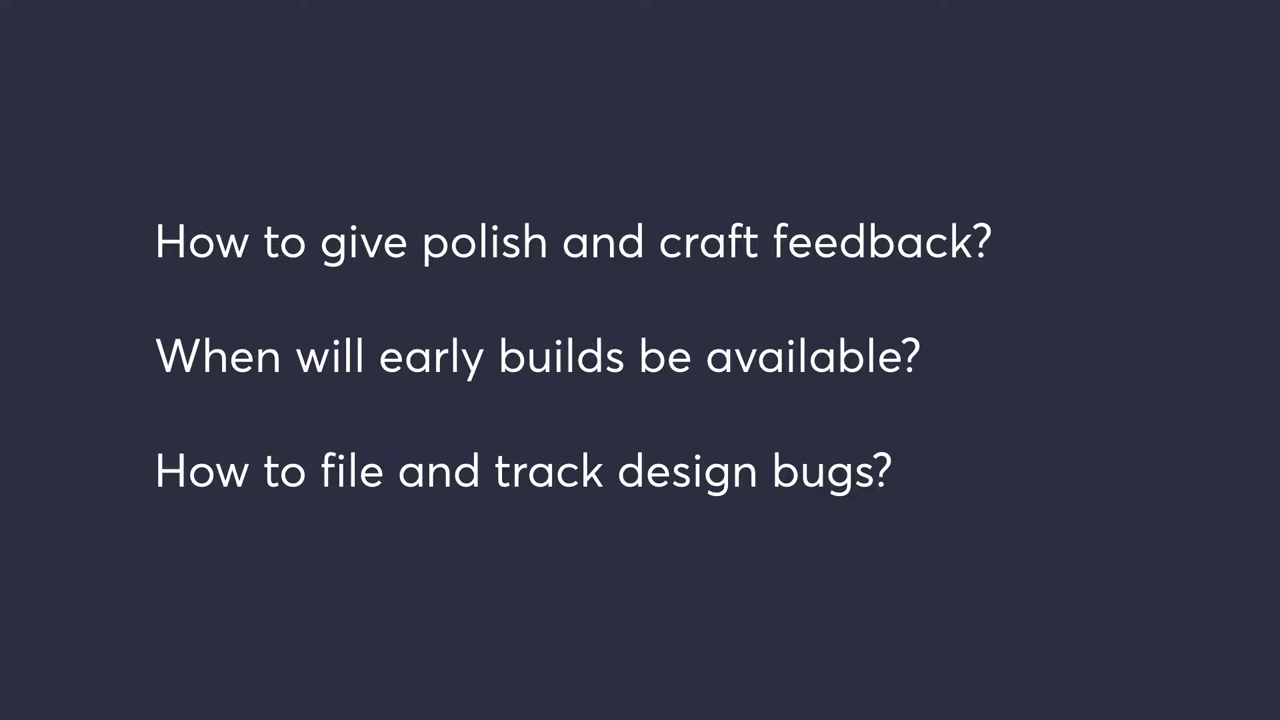 How to give polish and craft feedback?
When will early builds be available?
How to file and track design bugs?